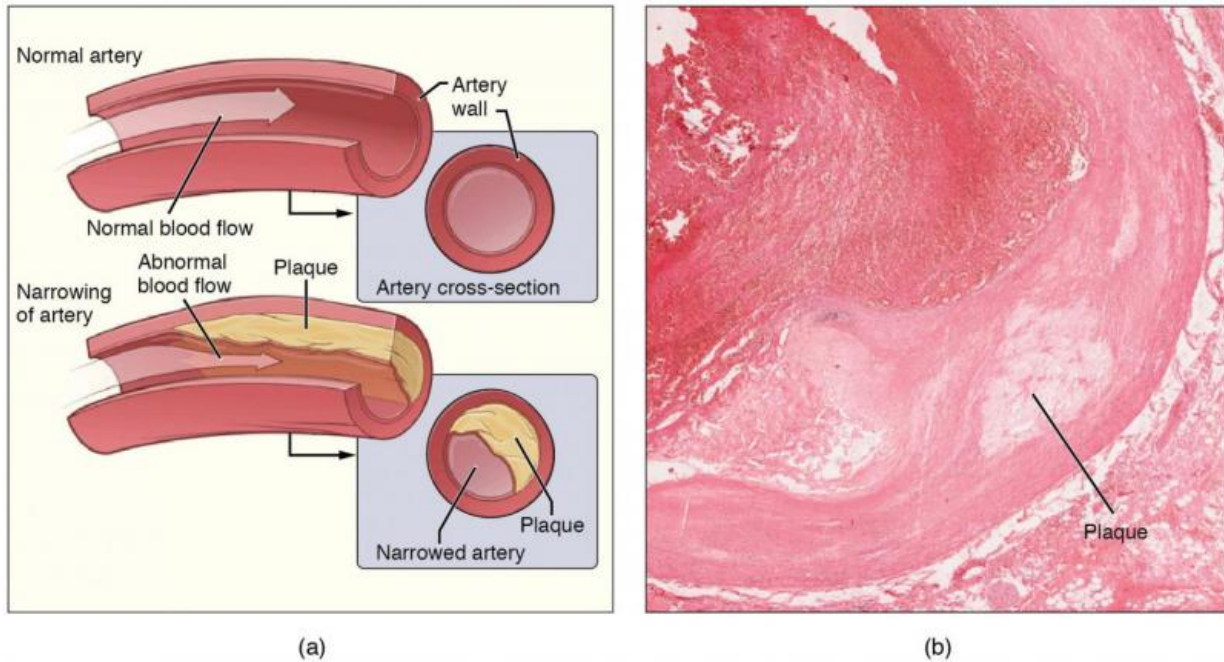 Normal artery
Artery
wall
Normal blood flow
Artery cross-section
Narrowing
of artery
Abnormal
blood flow
Plaque
Plaque
Narrowed artery
(a)
Plaque
(b)